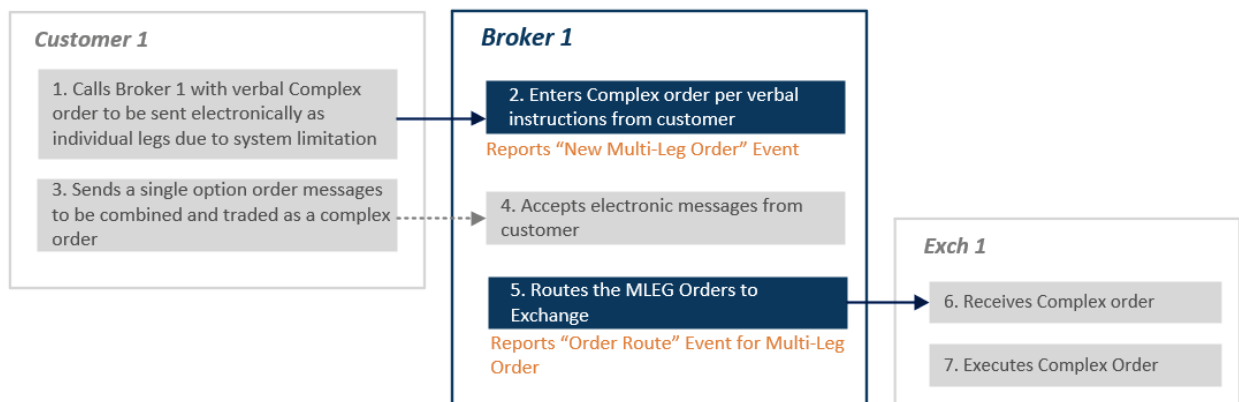 Customer 1
1. Calls Broker 1 with verbal Complex
order to be sent electronically as
individual legs due to system limitation
3. Sends a single option order messages
to be combined and traded as a complex
order
Broker 1
2. Enters Complex order per verbal
instructions from customer
Reports “New Multi-Leg Order” Event
4. Accepts electronic messages from
customer
5. Routes the MLEG Orders to
Exchange
Reports “Order Route” Event for Multi-Leg
Order
Exch 1
6. Receives Complex order
7. Executes Complex Order